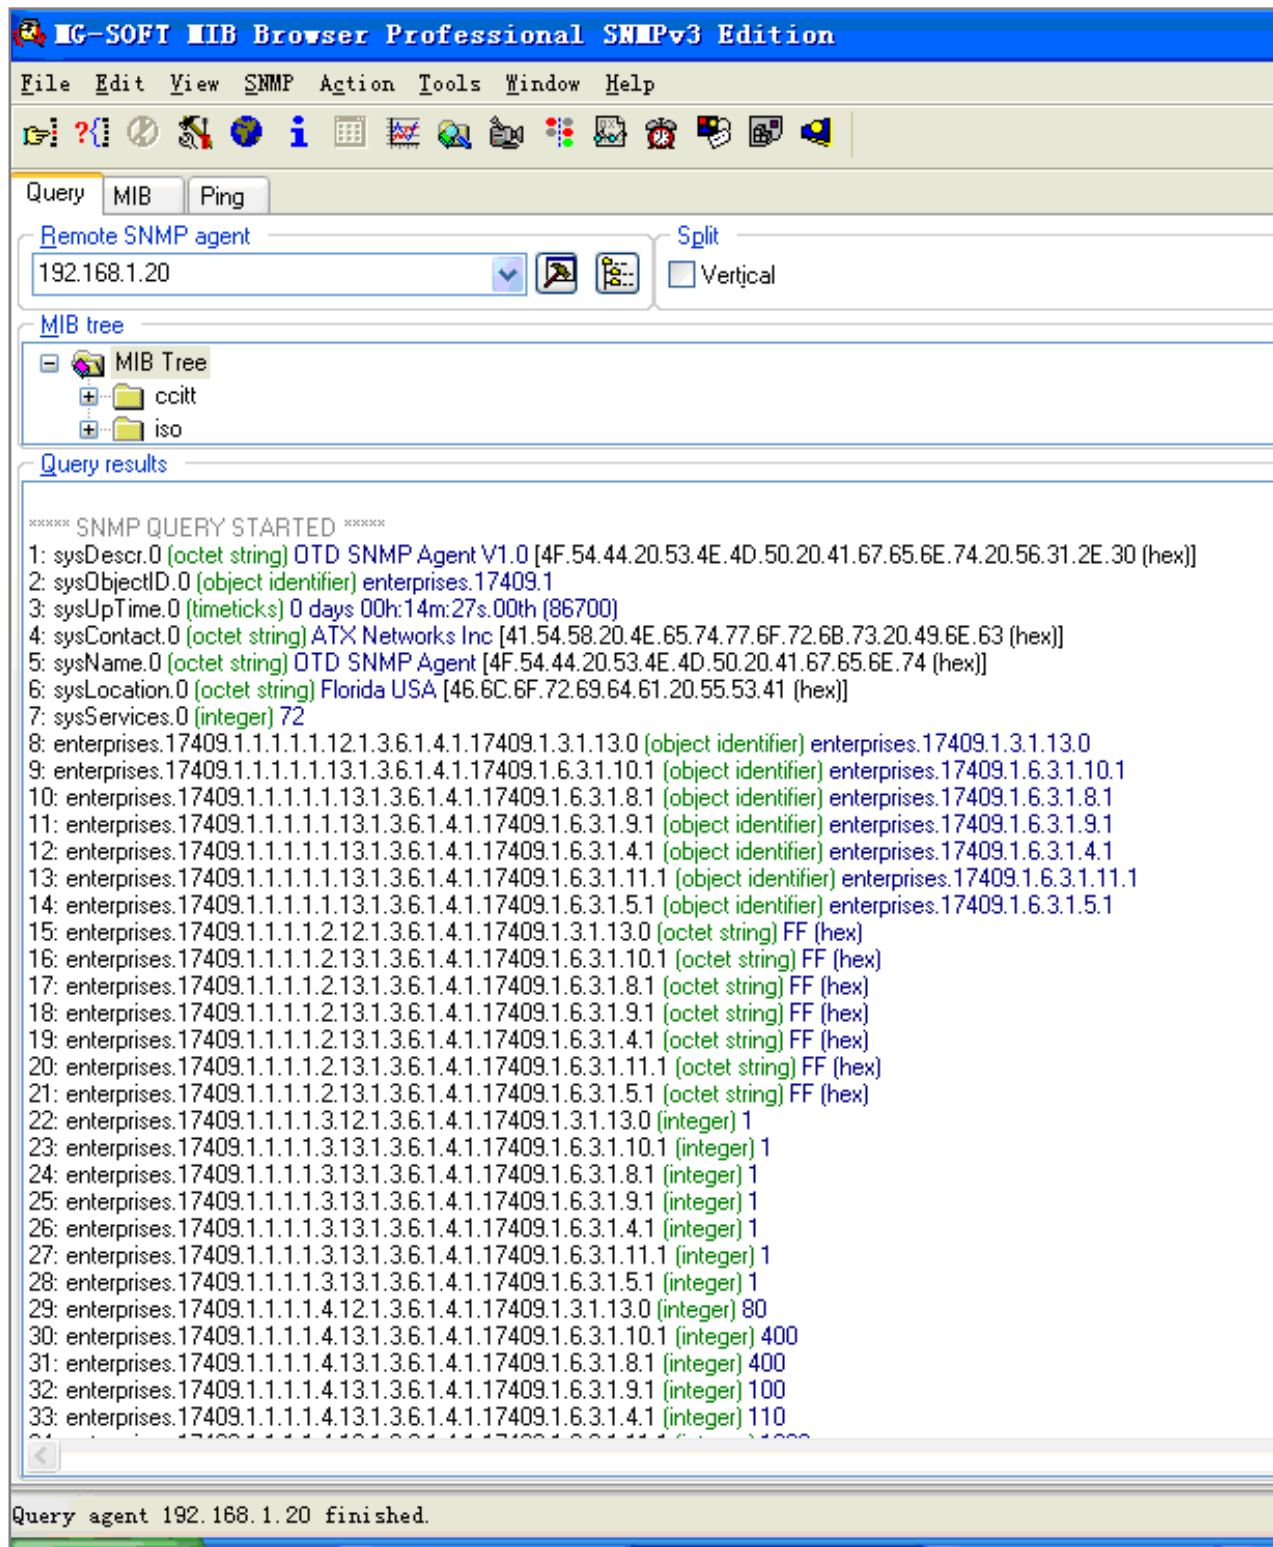 MG-SOFT MIB Browser Professional SNMPv3 Edition
File Edit View SNMP Action Tools Window Help
Query MIB Ping
Remote SNMP agent Split
192.168.1.20 Vertical
MIB tree
MIB Tree
ccitt
iso
Query results
***** SNMP QUERY STARTED *****
1: sysDescr.0 (octet string) OTD SNMP Agent V1.0 [4F.54.44.20.53.4E.4D.50.20.41.67.65.6E.74.20.56.31.2E.30 (hex)]
2: sysObjectID.0 (object identifier) enterprises.17409.1
3: sysUpTime.0 (timeticks) 0 days 00h:14m:27s.00th (86700)
4: sysContact.0 (octet string) ATX Networks Inc [41.54.58.20.4E.65.74.77.6F.72.6B.73.20.49.6E.63 (hex)]
5: sysName.0 (octet string) OTD SNMP Agent [4F.54.44.20.53.4E.4D.50.20.41.67.65.6E.74 (hex)]
6: sysLocation.0 (octet string) Florida USA [46.6C.6F.72.69.64.61.20.55.53.41 (hex)]
7: sysServices.0 (integer) 72
8: enterprises.17409.1.1.1.1.1.12.1.3.6.1.4.1.17409.1.3.1.13.0 (object identifier) enterprises.17409.1.3.1.13.0
9: enterprises.17409.1.1.1.1.1.13.1.3.6.1.4.1.17409.1.6.3.1.10.1 (object identifier) enterprises.17409.1.6.3.1.10.1
10: enterprises.17409.1.1.1.1.1.13.1.3.6.1.4.1.17409.1.6.3.1.8.1 (object identifier) enterprises.17409.1.6.3.1.8.1
11: enterprises.17409.1.1.1.1.1.13.1.3.6.1.4.1.17409.1.6.3.1.9.1 (object identifier) enterprises.17409.1.6.3.1.9.1
12: enterprises.17409.1.1.1.1.1.13.1.3.6.1.4.1.17409.1.6.3.1.4.1 (object identifier) enterprises.17409.1.6.3.1.4.1
13: enterprises.17409.1.1.1.1.1.13.1.3.6.1.4.1.17409.1.6.3.1.11.1 (object identifier) enterprises.17409.1.6.3.1.11.1
14: enterprises.17409.1.1.1.1.1.13.1.3.6.1.4.1.17409.1.6.3.1.5.1 (object identifier) enterprises.17409.1.6.3.1.5.1
15: enterprises.17409.1.1.1.1.2.12.1.3.6.1.4.1.17409.1.3.1.13.0 (octet string) FF (hex)
16: enterprises.17409.1.1.1.1.2.13.1.3.6.1.4.1.17409.1.6.3.1.10.1 (octet string) FF (hex)
17: enterprises.17409.1.1.1.1.2.13.1.3.6.1.4.1.17409.1.6.3.1.8.1 (octet string) FF (hex)
18: enterprises.17409.1.1.1.1.2.13.1.3.6.1.4.1.17409.1.6.3.1.9.1 (octet string) FF (hex)
19: enterprises.17409.1.1.1.1.2.13.1.3.6.1.4.1.17409.1.6.3.1.4.1 (octet string) FF (hex)
20: enterprises.17409.1.1.1.1.2.13.1.3.6.1.4.1.17409.1.6.3.1.11.1 (octet string) FF (hex)
21: enterprises.17409.1.1.1.1.2.13.1.3.6.1.4.1.17409.1.6.3.1.5.1 (octet string) FF (hex)
22: enterprises.17409.1.1.1.1.3.12.1.3.6.1.4.1.17409.1.3.1.13.0 (integer) 1
23: enterprises.17409.1.1.1.1.3.13.1.3.6.1.4.1.17409.1.6.3.1.10.1 (integer) 1
24: enterprises.17409.1.1.1.1.3.13.1.3.6.1.4.1.17409.1.6.3.1.8.1 (integer) 1
25: enterprises.17409.1.1.1.1.3.13.1.3.6.1.4.1.17409.1.6.3.1.9.1 (integer) 1
26: enterprises.17409.1.1.1.1.3.13.1.3.6.1.4.1.17409.1.6.3.1.4.1 (integer) 1
27: enterprises.17409.1.1.1.1.3.13.1.3.6.1.4.1.17409.1.6.3.1.11.1 (integer) 1
28: enterprises.17409.1.1.1.1.3.13.1.3.6.1.4.1.17409.1.6.3.1.5.1 (integer) 1
29: enterprises.17409.1.1.1.1.4.12.1.3.6.1.4.1.17409.1.3.1.13.0 (integer) 80
30: enterprises.17409.1.1.1.1.4.13.1.3.6.1.4.1.17409.1.6.3.1.10.1 (integer) 400
31: enterprises.17409.1.1.1.1.4.13.1.3.6.1.4.1.17409.1.6.3.1.8.1 (integer) 400
32: enterprises.17409.1.1.1.1.4.13.1.3.6.1.4.1.17409.1.6.3.1.9.1 (integer) 100
33: enterprises.17409.1.1.1.1.4.13.1.3.6.1.4.1.17409.1.6.3.1.4.1 (integer) 110
Query agent 192.168.1.20 finished.